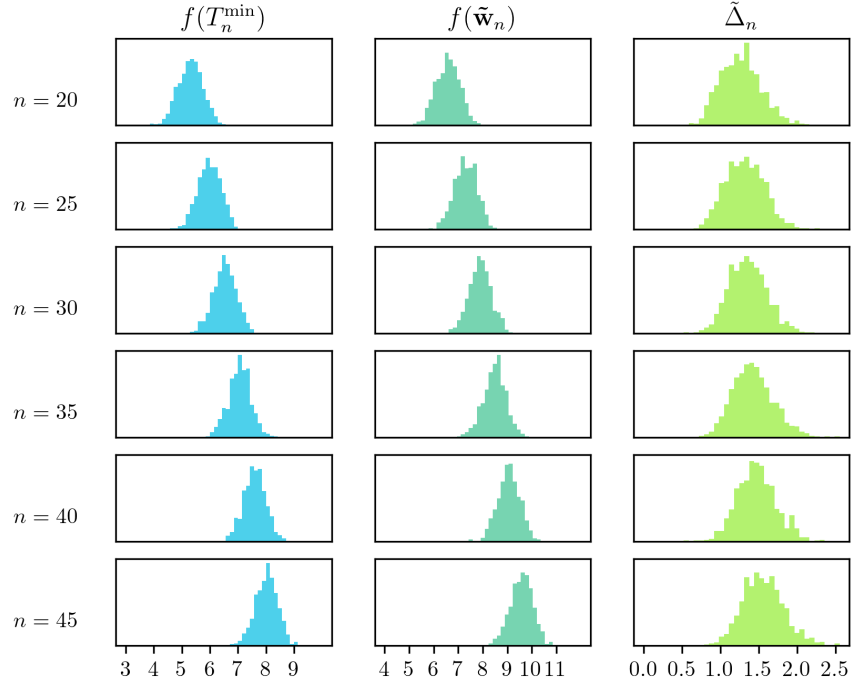 f(T_n^min) f(w̃_n) Δ̃_n
n = 20
n = 25
n = 30
n = 35
n = 40
n = 45
3 4 5 6 7 8 9 4 5 6 7 8 9 10 11 0.0 0.5 1.0 1.5 2.0 2.5